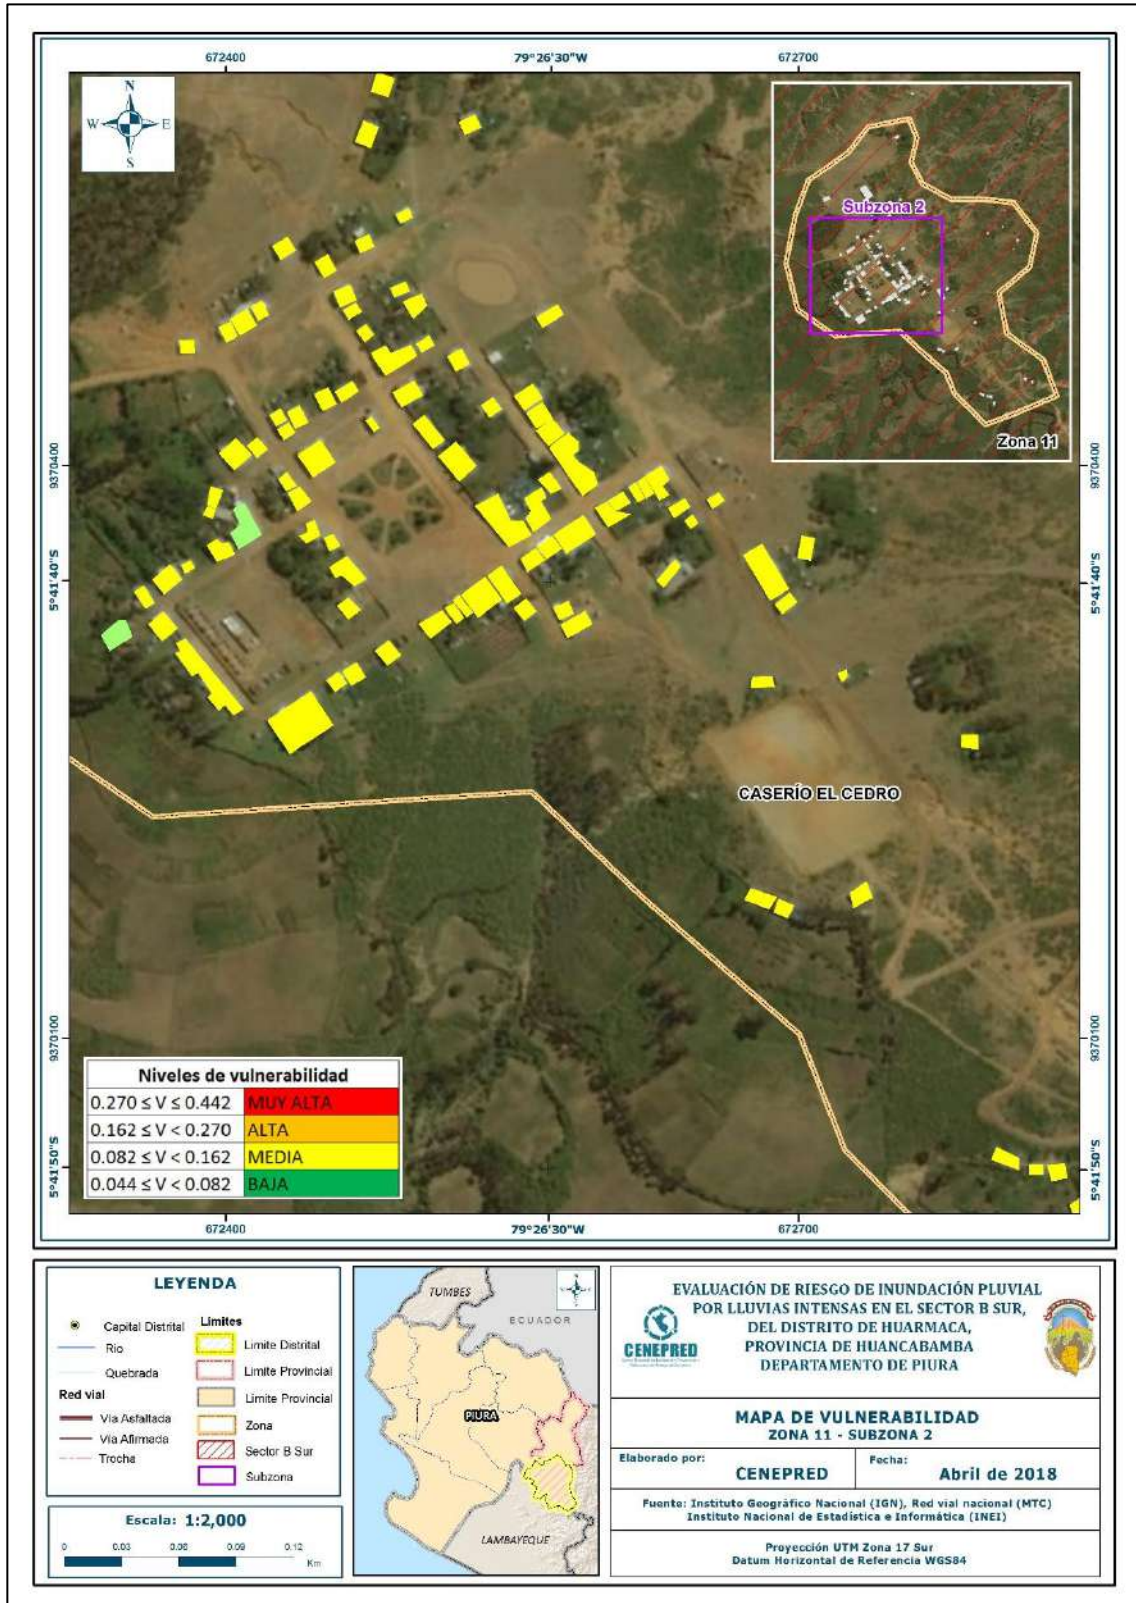 672400 79°26'30"W 672700
N
W E
S
Subzona 2
Zona 11
9370400 9370400
5°41'40"S 5°41'40"S
CASERÍO EL CEDRO
9370100 9370100
Niveles de vulnerabilidad
0.270 ≤ V ≤ 0.442 MUY ALTA
0.162 ≤ V < 0.270 ALTA
0.082 ≤ V < 0.162 MEDIA
0.044 ≤ V < 0.082 BAJA
5°41'50"S 5°41'50"S
672400 79°26'30"W 672700
LEYENDA
Capital Distrital
Río
Quebrada
Red vial
Vía Asfaltada
Vía Afirmada
Trocha
Límites
Limite Distrital
Limite Provincial
Limite Provincial
Zona
Sector B Sur
Subzona
Escala: 1:2,000
0 0.03 0.06 0.09 0.12
Km
TUMBES
ECUADOR
PIURA
LAMBAYEQUE
CENEPRED
EVALUACIÓN DE RIESGO DE INUNDACIÓN PLUVIAL
POR LLUVIAS INTENSAS EN EL SECTOR B SUR,
DEL DISTRITO DE HUARMACA,
PROVINCIA DE HUANCABAMBA
DEPARTAMENTO DE PIURA
MAPA DE VULNERABILIDAD
ZONA 11 - SUBZONA 2
Elaborado por: CENEPRED
Fecha: Abril de 2018
Fuente: Instituto Geográfico Nacional (IGN), Red vial nacional (MTC)
Instituto Nacional de Estadística e Informática (INEI)
Proyección UTM Zona 17 Sur
Datum Horizontal de Referencia WGS84